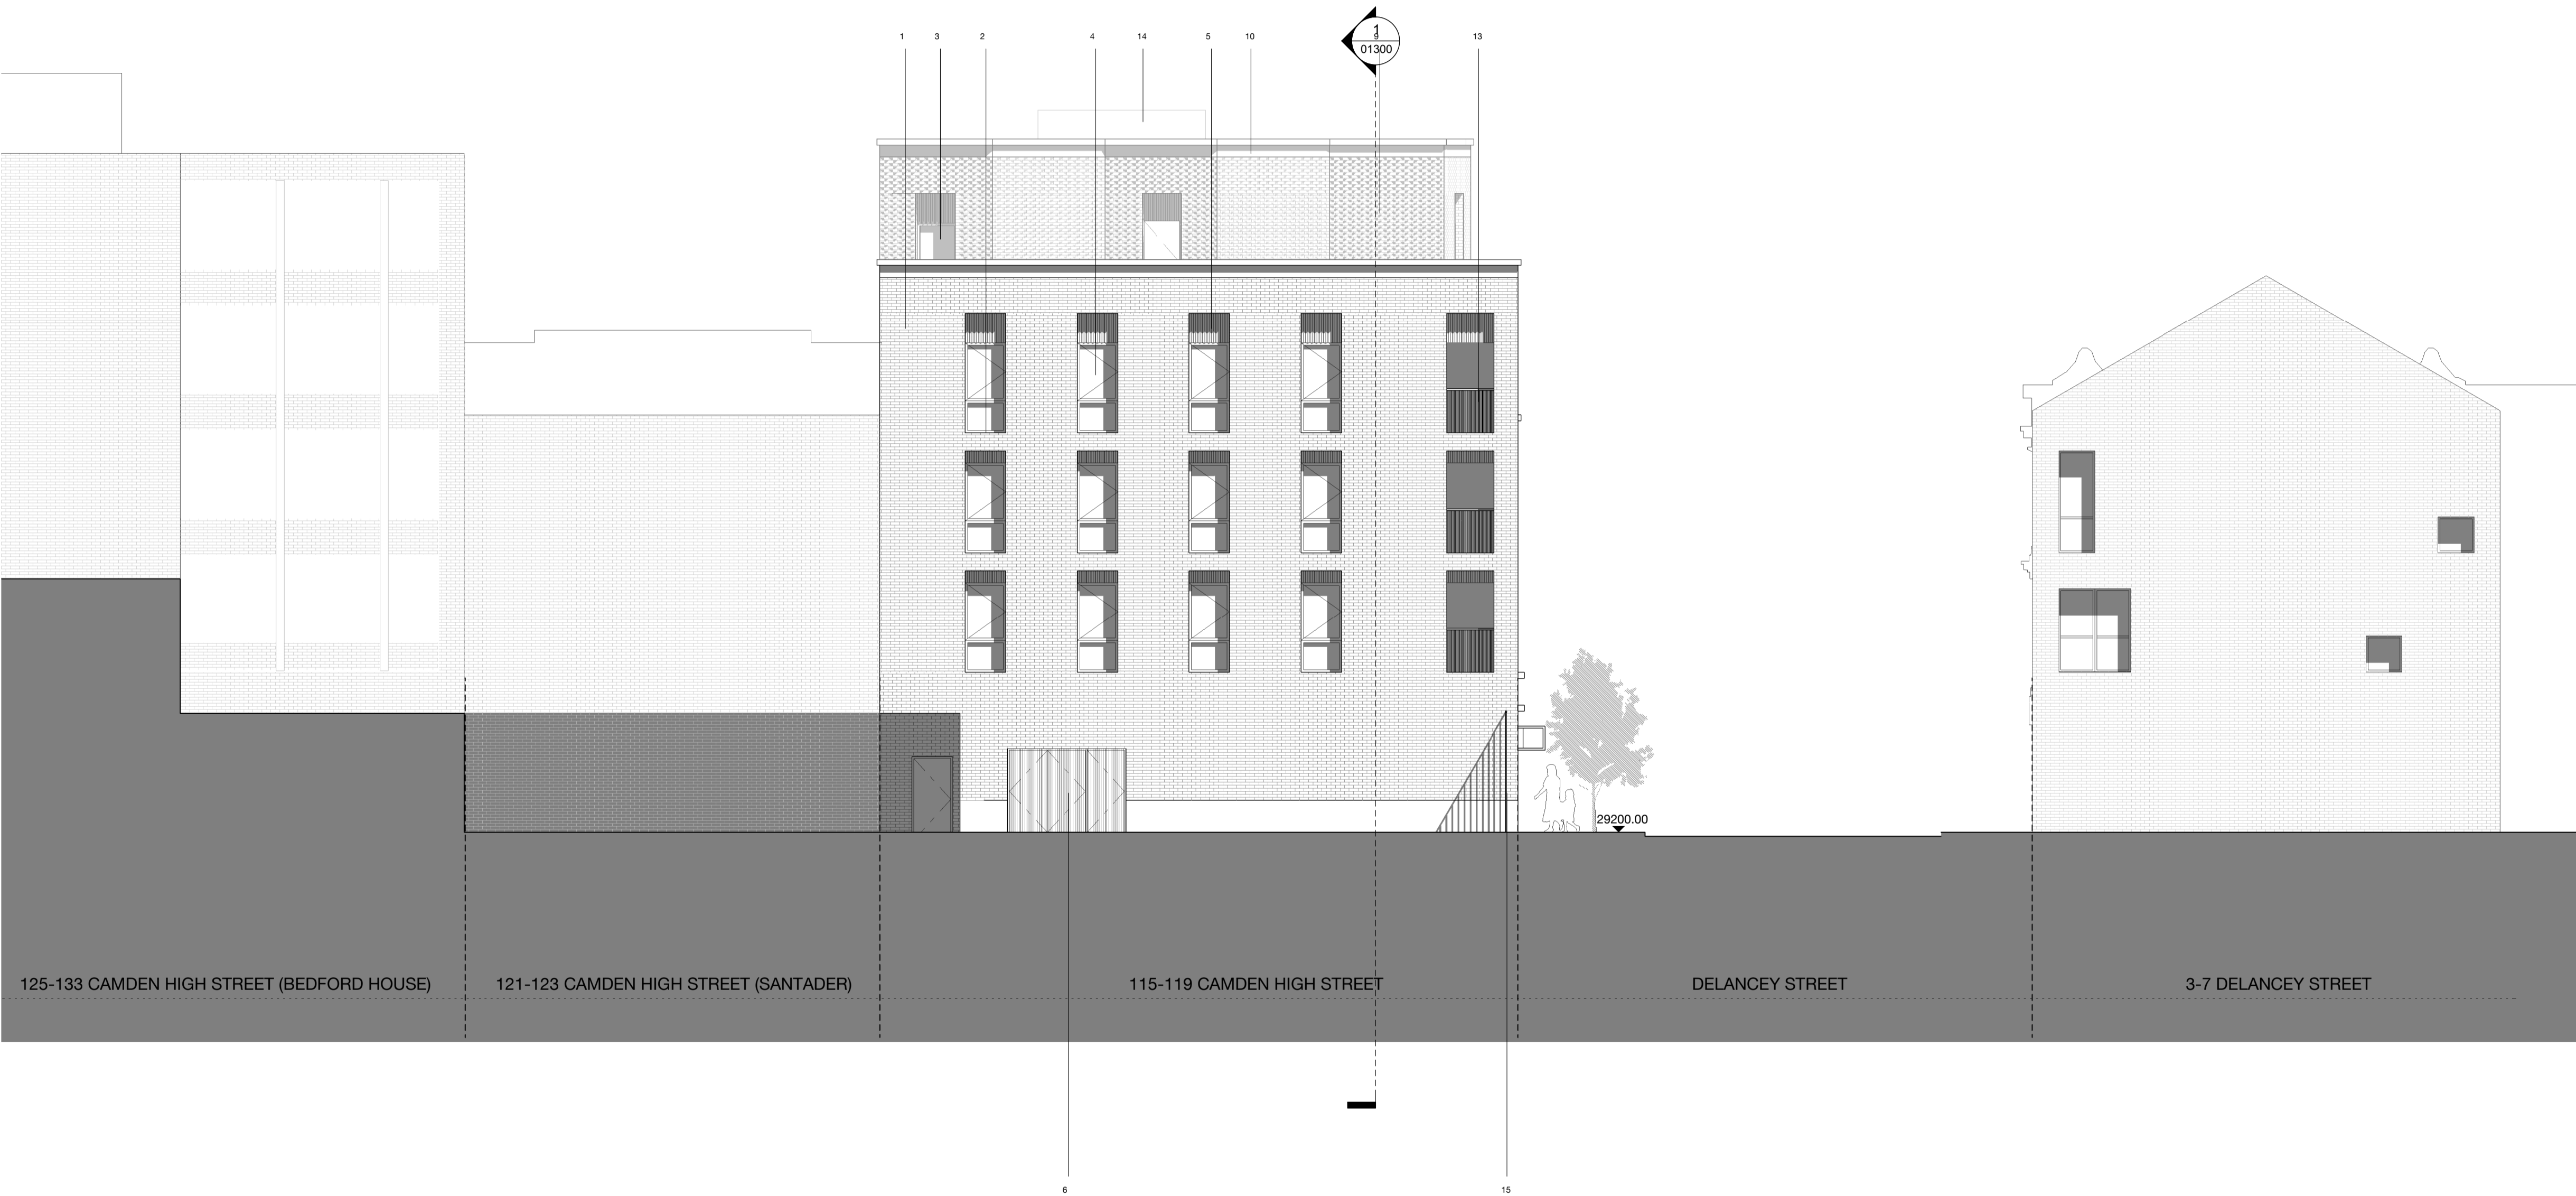 1 3 2 4 14 5 10 9 13
1
01300
29200.00
125-133 CAMDEN HIGH STREET (BEDFORD HOUSE)
121-123 CAMDEN HIGH STREET (SANTADER)
115-119 CAMDEN HIGH STREET
DELANCEY STREET
3-7 DELANCEY STREET
6 15